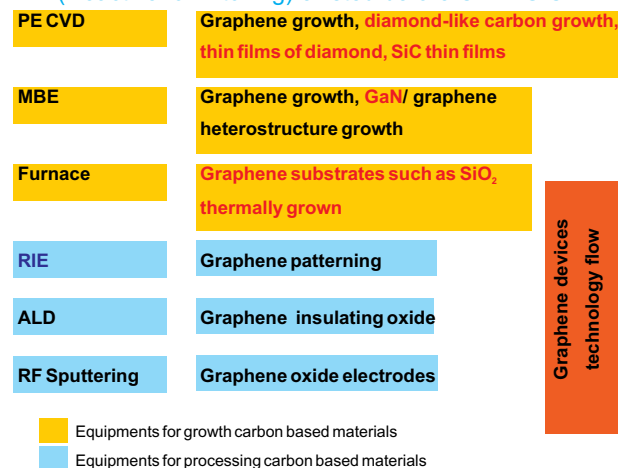 PE CVD
Graphene growth, diamond-like carbon growth,
thin films of diamond, SiC thin films
MBE
Graphene growth, GaN/ graphene
heterostructure growth
Furnace
Graphene substrates such as SiO₂
thermally grown
RIE
Graphene patterning
ALD
Graphene insulating oxide
RF Sputtering
Graphene oxide electrodes
Graphene devices
technology flow
Equipments for growth carbon based materials
Equipments for processing carbon based materials